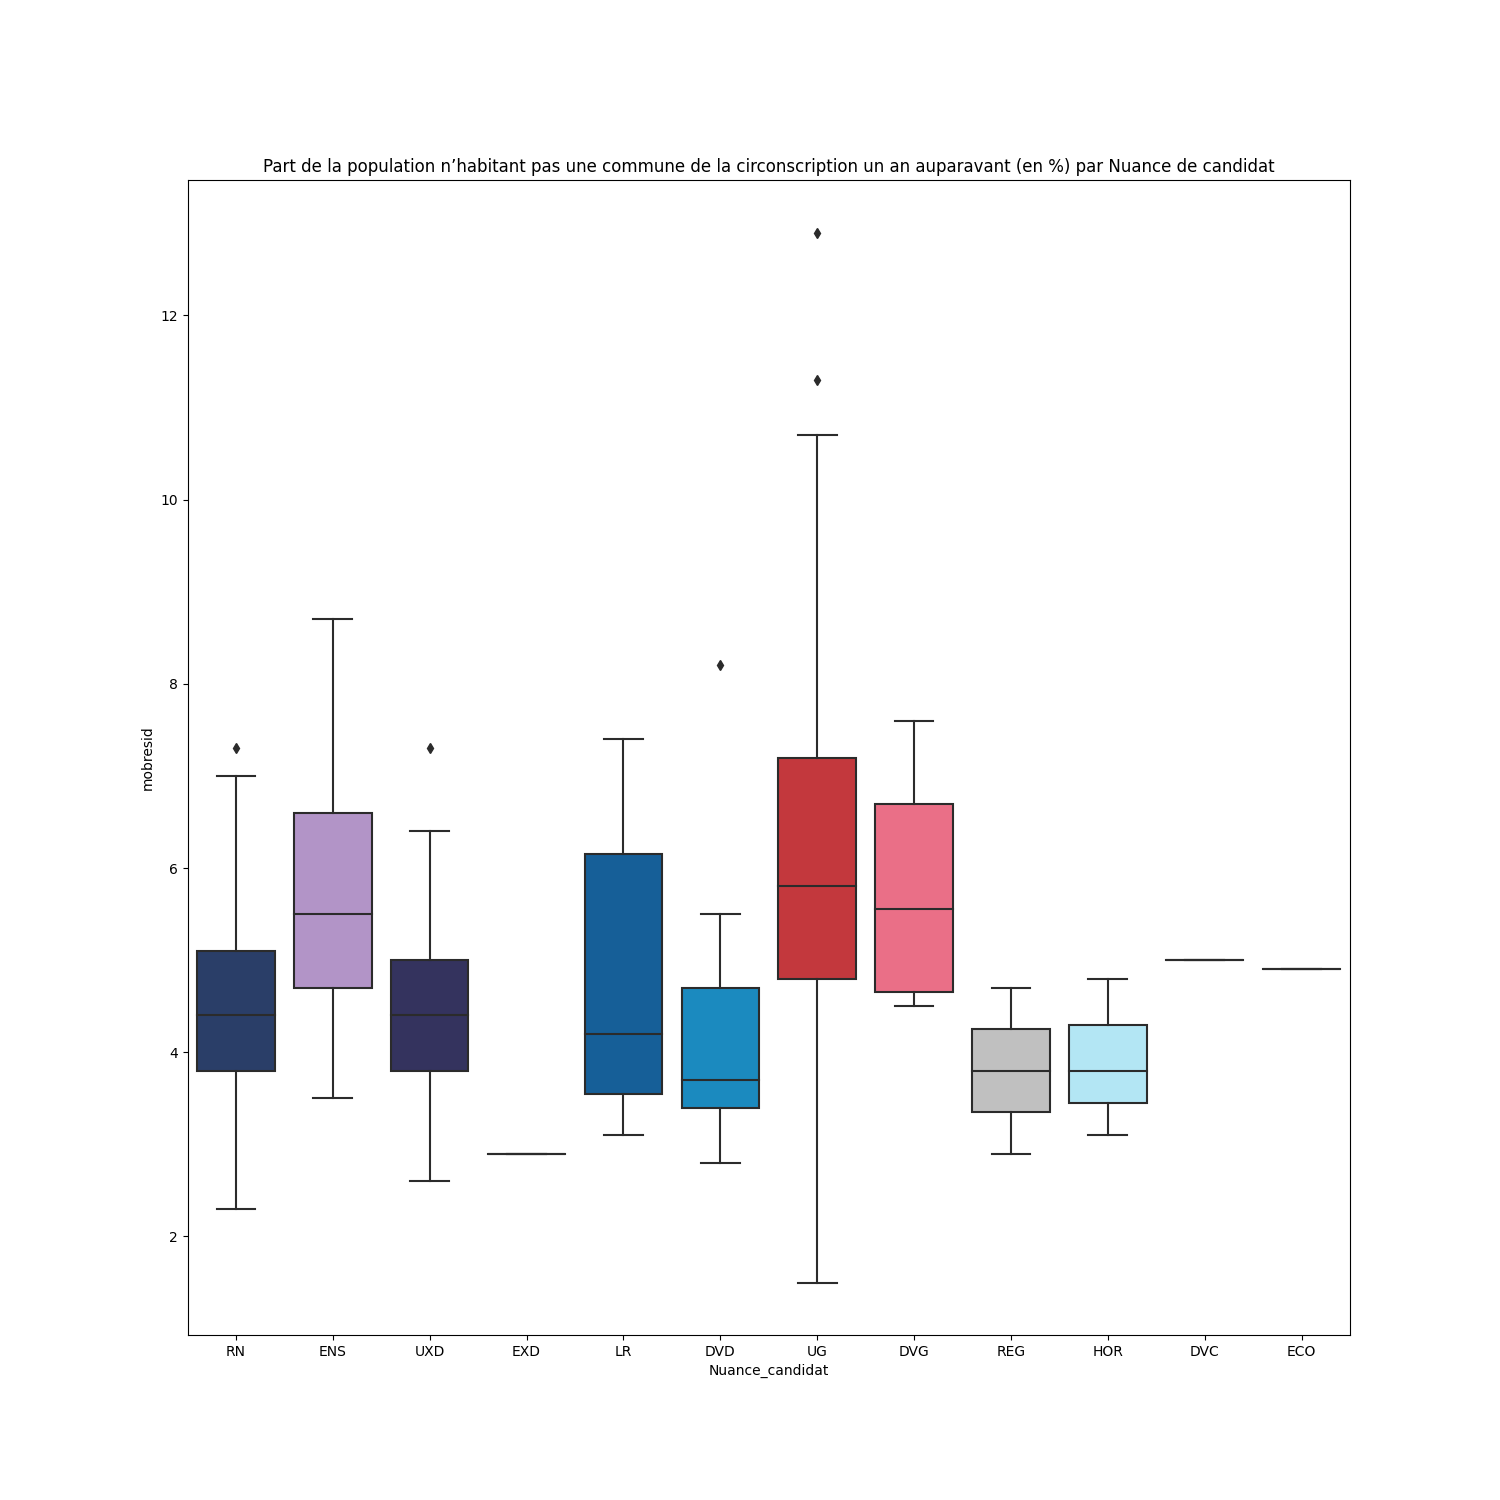 Part de la population n’habitant pas une commune de la circonscription un an auparavant (en %) par Nuance de candidat
12
10
8
6
4
2
mobresid
RN ENS UXD EXD LR DVD UG DVG REG HOR DVC ECO
Nuance_candidat